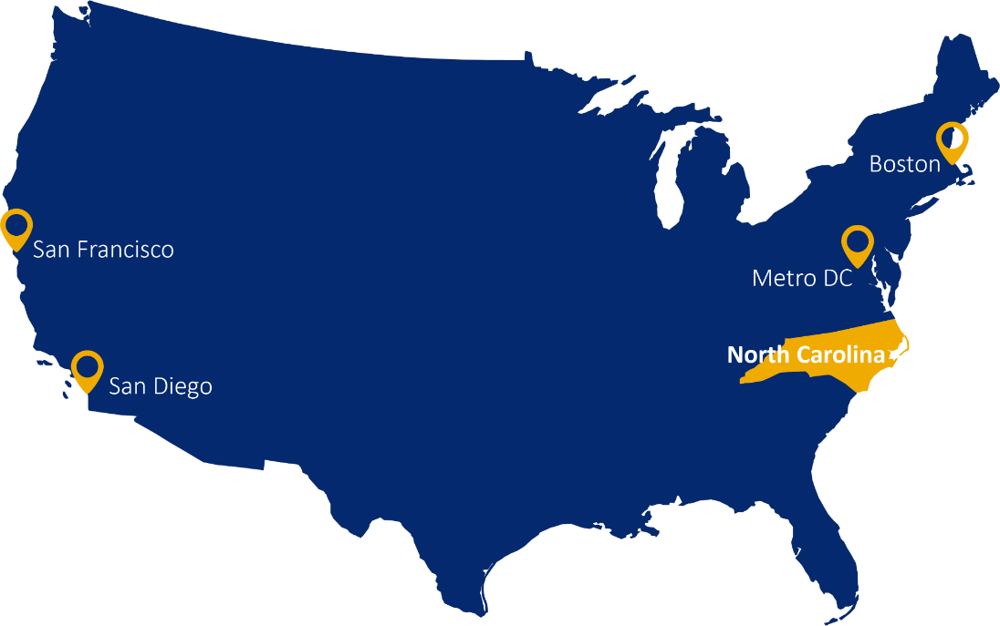 Boston
San Francisco
Metro DC
North Carolina
San Diego